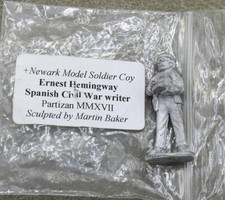 +Newark Model Soldier Coy
Ernest Hemingway
Spanish Civil War writer
Partizan MMXVII
Sculpted by Martin Baker